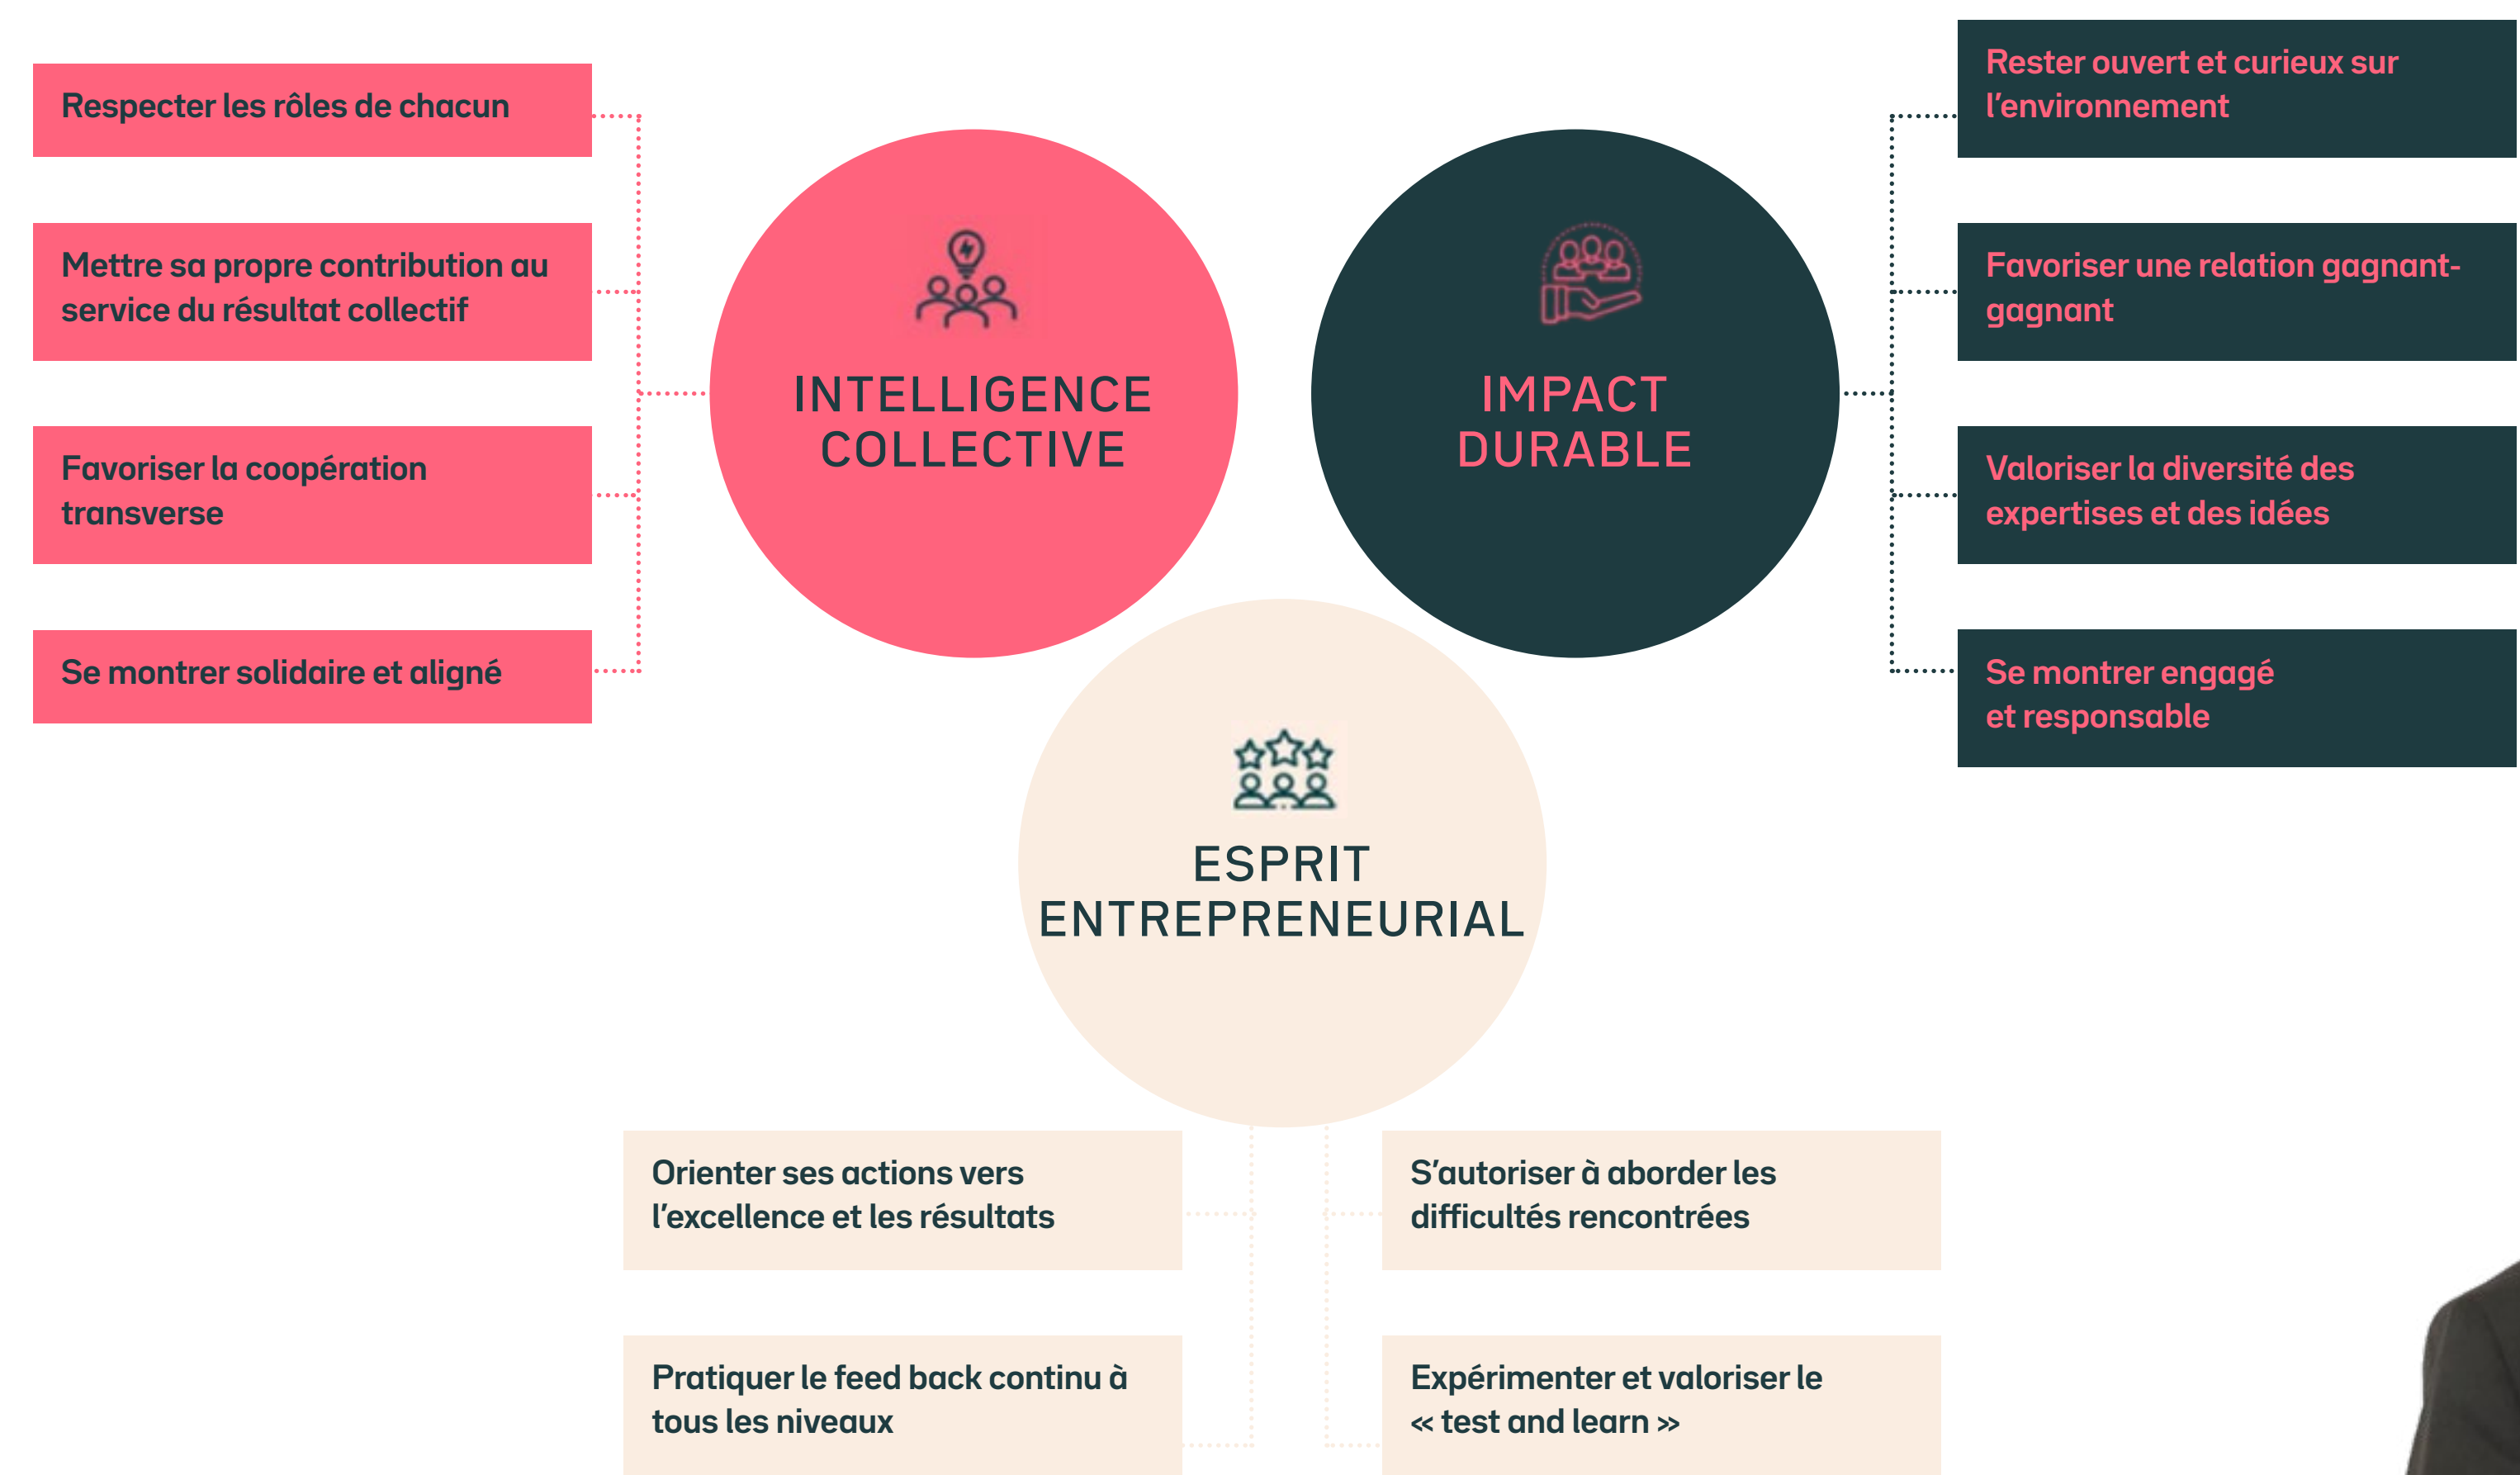 Respecter les rôles de chacun
Mettre sa propre contribution au
service du résultat collectif
Favoriser la coopération
transverse
Se montrer solidaire et aligné
INTELLIGENCE
COLLECTIVE
IMPACT
DURABLE
Rester ouvert et curieux sur
l’environnement
Favoriser une relation gagnant-
gagnant
Valoriser la diversité des
expertises et des idées
Se montrer engagé
et responsable
ESPRIT
ENTREPRENEURIAL
Orienter ses actions vers
l’excellence et les résultats
Pratiquer le feed back continu à
tous les niveaux
S’autoriser à aborder les
difficultés rencontrées
Expérimenter et valoriser le
« test and learn »